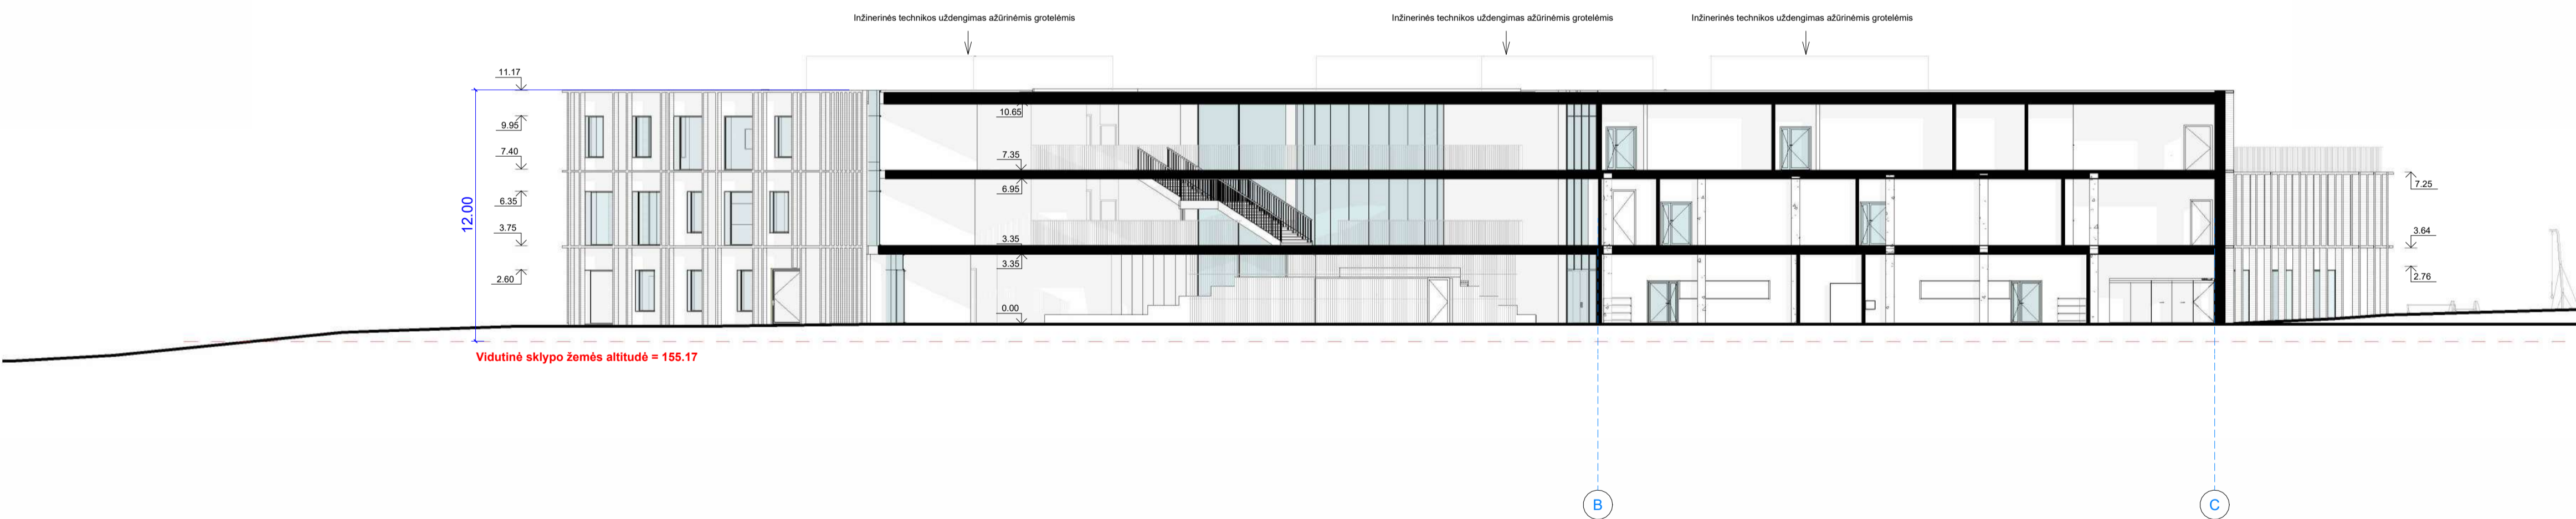 Inžinerinės technikos uždengimas ažūrinėmis grotelėmis
Inžinerinės technikos uždengimas ažūrinėmis grotelėmis
Inžinerinės technikos uždengimas ažūrinėmis grotelėmis
11.17
9.95
7.40
6.35
3.75
2.60
12.00
10.65
7.35
6.95
3.35
3.35
0.00
7.25
3.64
2.76
Vidutinė sklypo žemės altitudė = 155.17
B
C